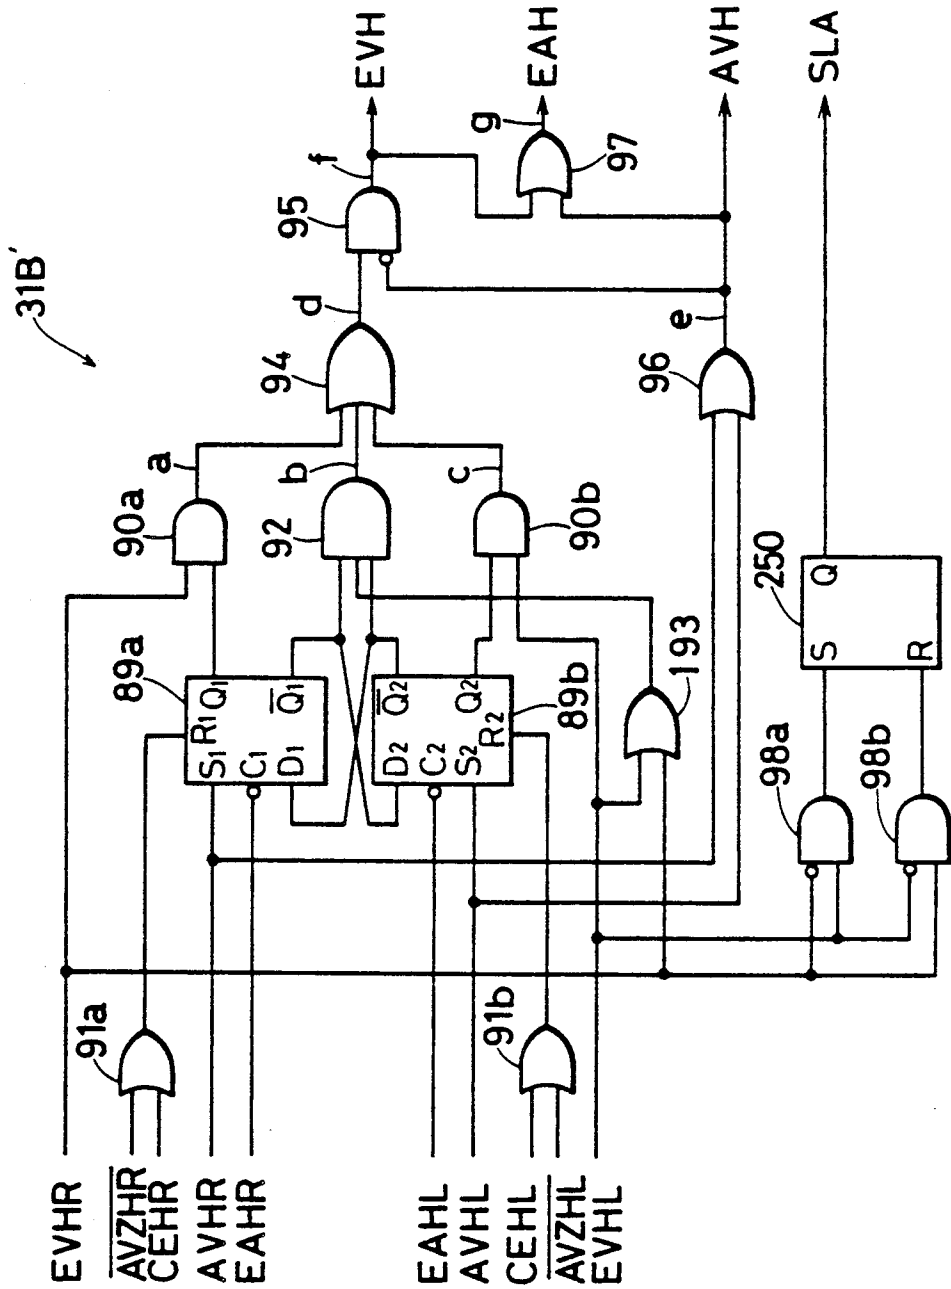 31B'
EVHR
AVZHR
CEHR
AVHR
EAHR
EAHL
AVHL
CEHL
AVZHL
EVHL
91a
91b
89a
R1
S1
Q1
C1
D1
Q1
D2
Q2
C2
S2
Q2
R2
89b
90a
a
92
b
90b
c
193
94
d
95
f
EVH
g
EAH
97
96
e
AVH
98a
98b
250
S
Q
R
SLA